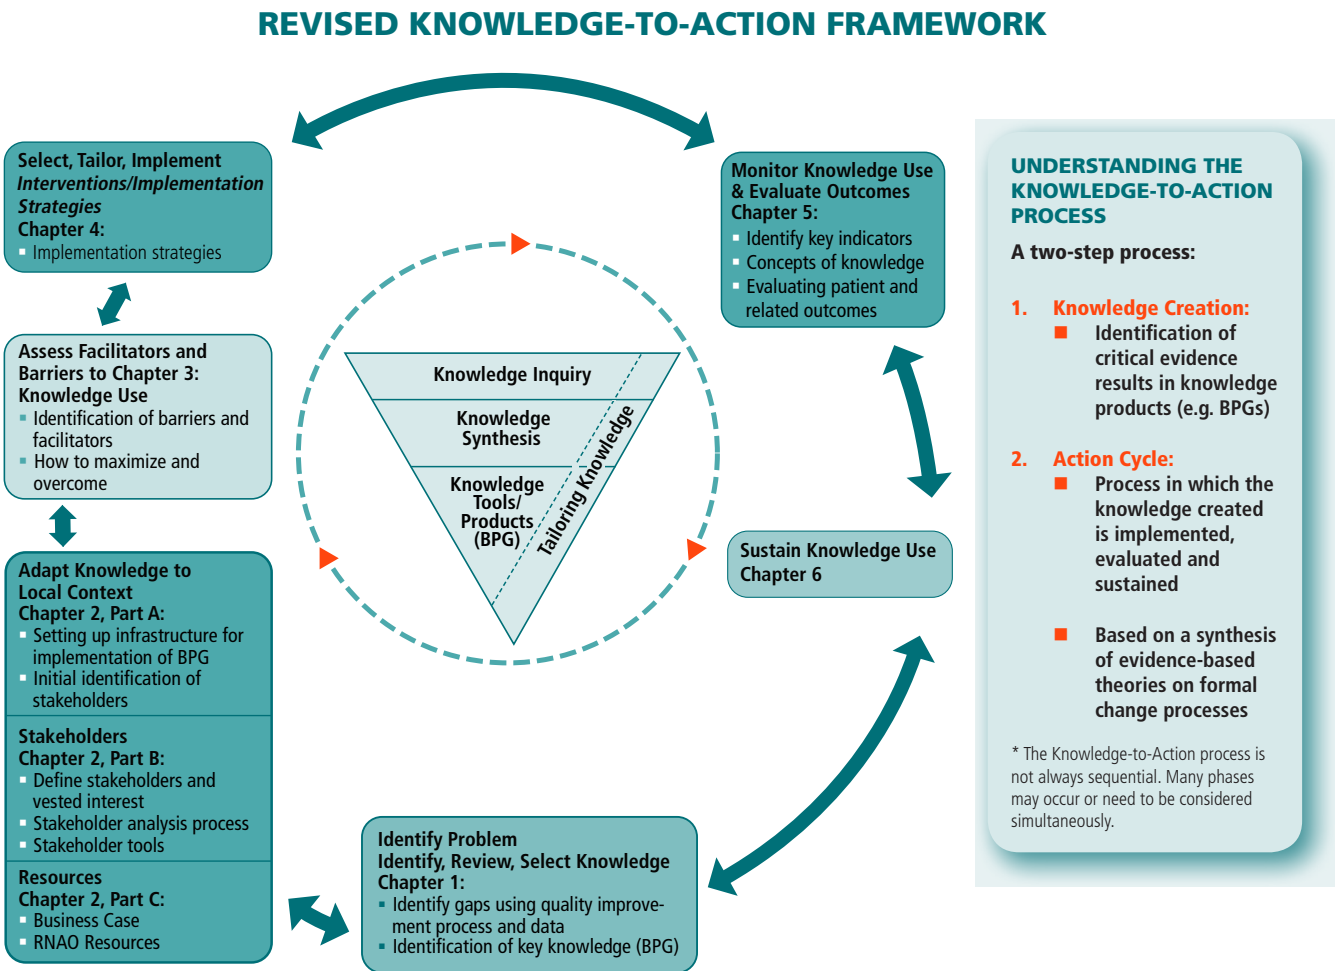 REVISED KNOWLEDGE-TO-ACTION FRAMEWORK
Select, Tailor, Implement
Interventions/Implementation
Strategies
Chapter 4:
Implementation strategies
Assess Facilitators and
Barriers to Chapter 3:
Knowledge Use
Identification of barriers and
facilitators
How to maximize and
overcome
Adapt Knowledge to
Local Context
Chapter 2, Part A:
Setting up infrastructure for
implementation of BPG
Initial identification of
stakeholders
Stakeholders
Chapter 2, Part B:
Define stakeholders and
vested interest
Stakeholder analysis process
Stakeholder tools
Resources
Chapter 2, Part C:
Business Case
RNAO Resources
Knowledge Inquiry
Knowledge
Synthesis
Knowledge
Tools/
Products
(BPG)
Tailoring Knowledge
Identify Problem
Identify, Review, Select Knowledge
Chapter 1:
Identify gaps using quality improve-
ment process and data
Identification of key knowledge (BPG)
Monitor Knowledge Use
& Evaluate Outcomes
Chapter 5:
Identify key indicators
Concepts of knowledge
Evaluating patient and
related outcomes
Sustain Knowledge Use
Chapter 6
UNDERSTANDING THE
KNOWLEDGE-TO-ACTION
PROCESS
A two-step process:
1. Knowledge Creation:
Identification of
critical evidence
results in knowledge
products (e.g. BPGs)
2. Action Cycle:
Process in which the
knowledge created
is implemented,
evaluated and
sustained
Based on a synthesis
of evidence-based
theories on formal
change processes
* The Knowledge-to-Action process is
not always sequential. Many phases
may occur or need to be considered
simultaneously.